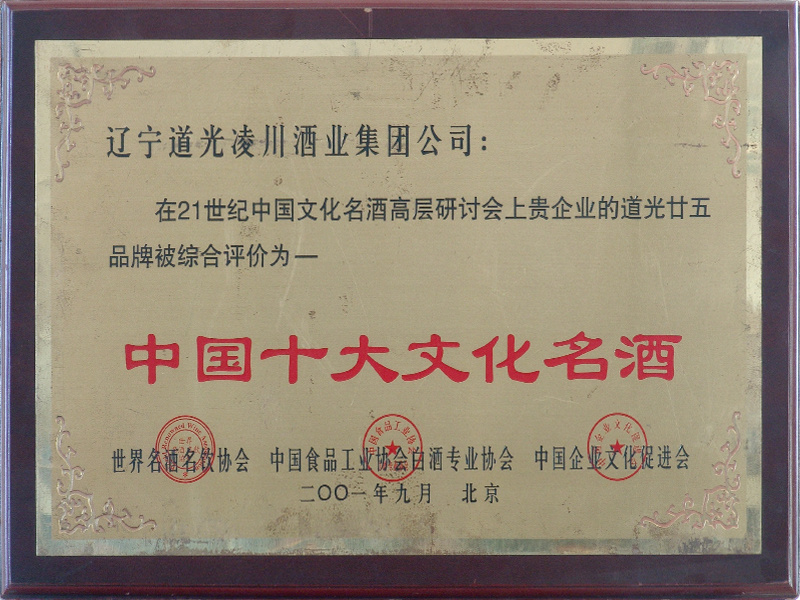 辽宁道光凌川酒业集团公司：
在21世纪中国文化名酒高层研讨会上贵企业的道光廿五
品牌被综合评价为—
中国十大文化名酒
世界名酒名饮协会 中国食品工业协会白酒专业协会 中国企业文化促进会
二〇〇一年九月 北京